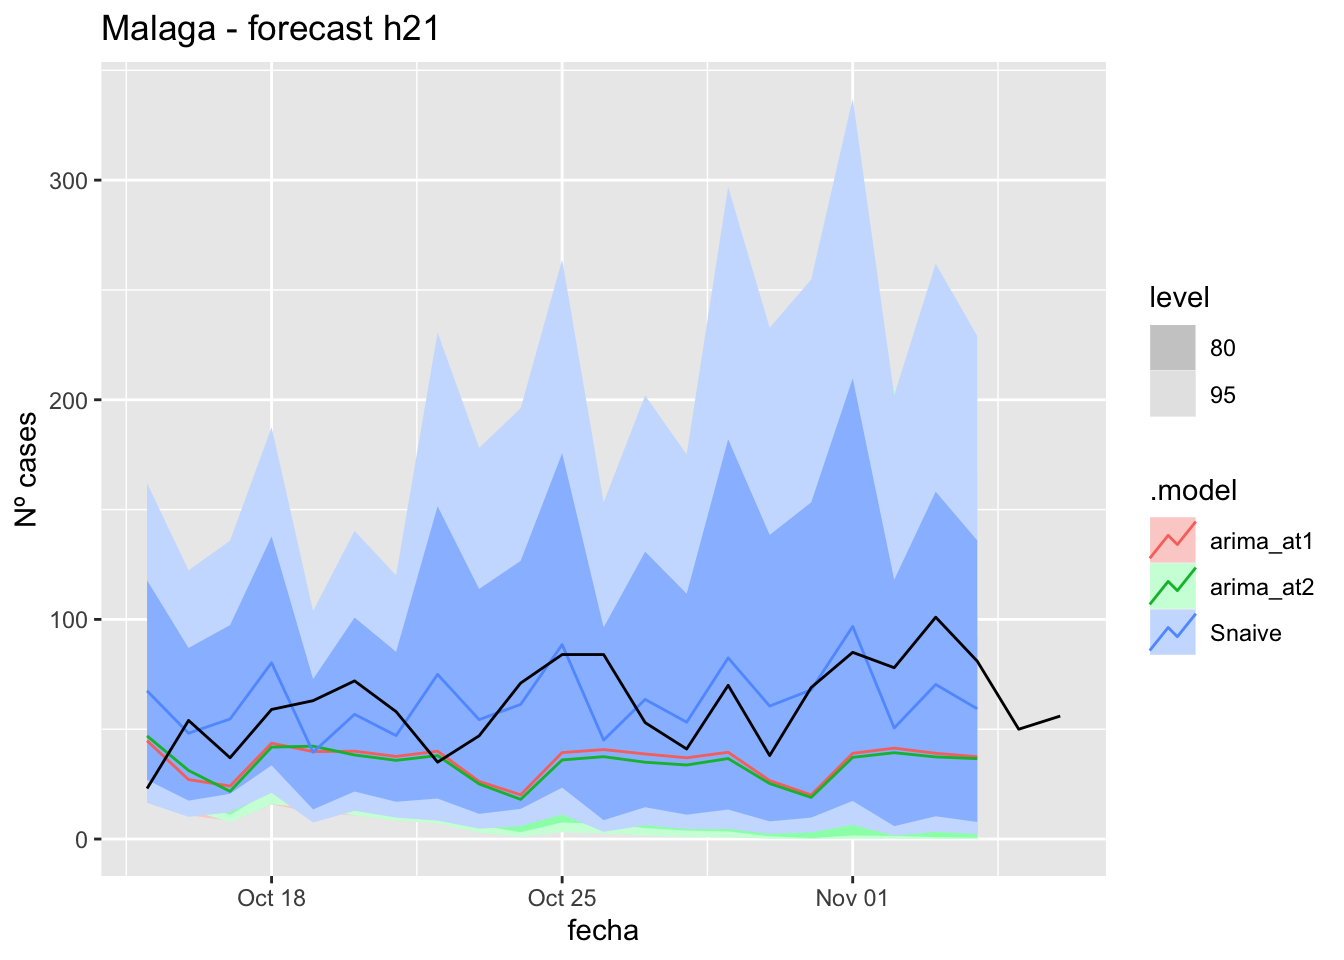 Malaga - forecast h21
300
200
100
0
Nº cases
Oct 18
Oct 25
Nov 01
fecha
level
80
95
.model
arima_at1
arima_at2
Snaive